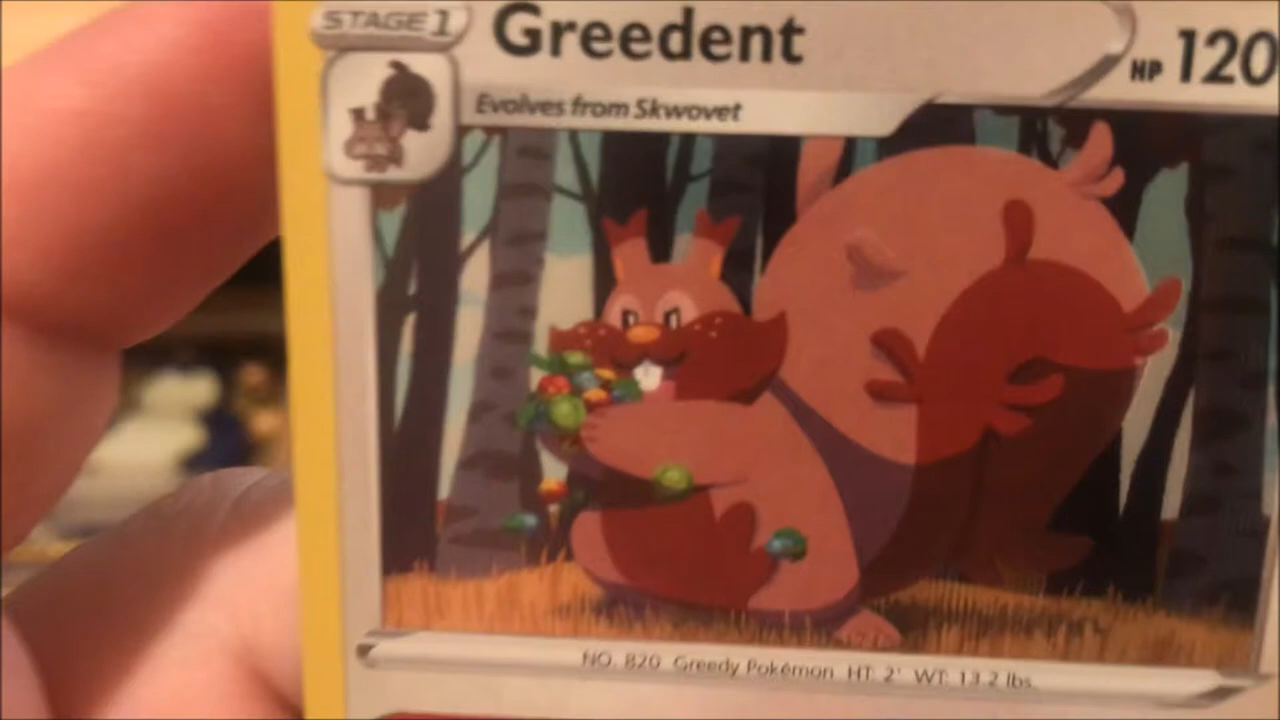 STAGE 1
Greedent
HP 120
Evolves from Skwovet
NO. 820 Greedy Pokémon HT: 2' WT: 13.2 lbs.